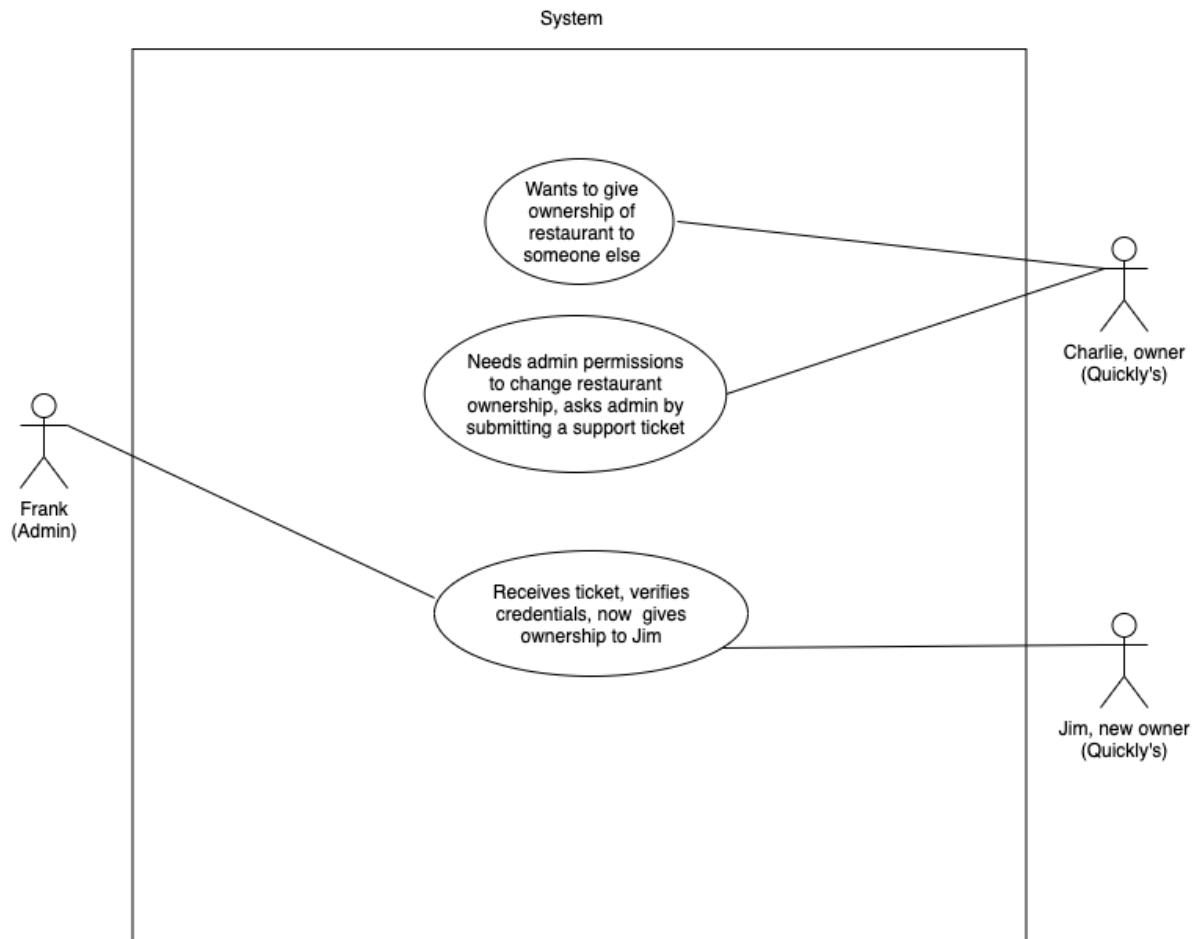 System
Wants to give
ownership of
restaurant to
someone else
Charlie, owner
(Quickly's)
Needs admin permissions
to change restaurant
ownership, asks admin by
submitting a support ticket
Frank
(Admin)
Receives ticket, verifies
credentials, now  gives
ownership to Jim
Jim, new owner
(Quickly's)